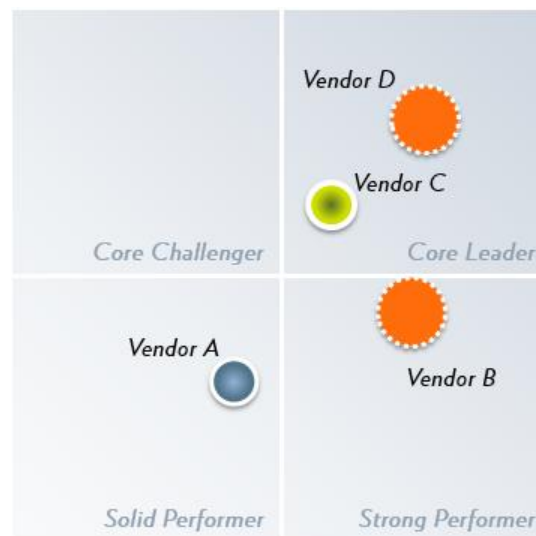 Vendor D
Vendor C
Core Challenger
Core Leader
Vendor A
Vendor B
Solid Performer
Strong Performer